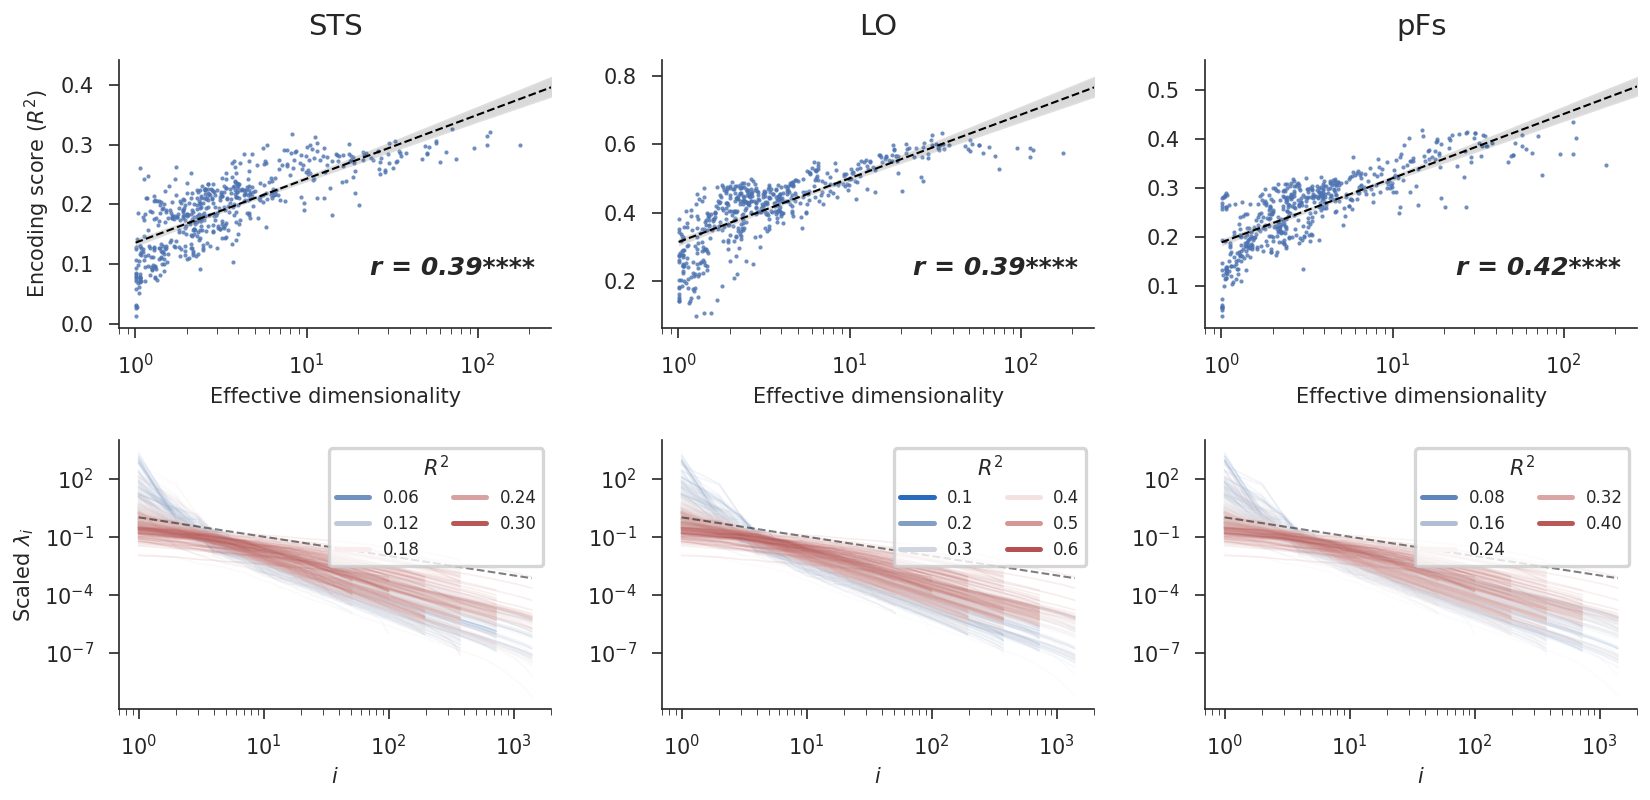 STS
LO
pFs
Encoding score (R²)
0.4
0.3
0.2
0.1
0.0
r = 0.39****
10⁰ 10¹ 10²
Effective dimensionality
0.8
0.6
0.4
0.2
r = 0.39****
10⁰ 10¹ 10²
Effective dimensionality
0.5
0.4
0.3
0.2
0.1
r = 0.42****
10⁰ 10¹ 10²
Effective dimensionality
Scaled λᵢ
10²
10⁻¹
10⁻⁴
10⁻⁷
R²
0.06 0.24
0.12 0.30
0.18
10⁰ 10¹ 10² 10³
i
10²
10⁻¹
10⁻⁴
10⁻⁷
R²
0.1 0.4
0.2 0.5
0.3 0.6
10⁰ 10¹ 10² 10³
i
10²
10⁻¹
10⁻⁴
10⁻⁷
R²
0.08 0.32
0.16 0.40
0.24
10⁰ 10¹ 10² 10³
i